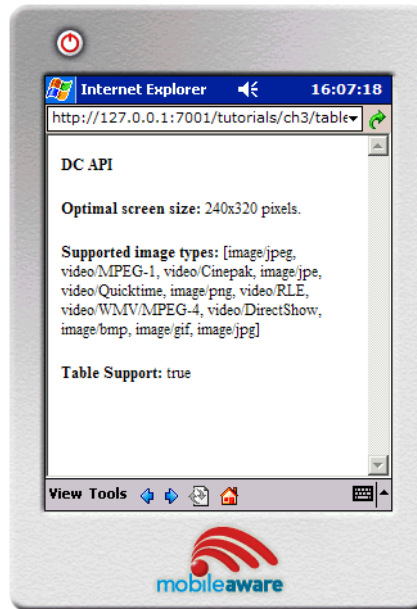 Internet Explorer 16:07:18
http://127.0.0.1:7001/tutorials/ch3/table
DC API
Optimal screen size: 240x320 pixels.
Supported image types: [image/jpeg,
video/MPEG-1, video/Cinepak, image/jpe,
video/Quicktime, image/png, video/RLE,
video/WMV/MPEG-4, video/DirectShow,
image/bmp, image/gif, image/jpg]
Table Support: true
View Tools
mobileaware